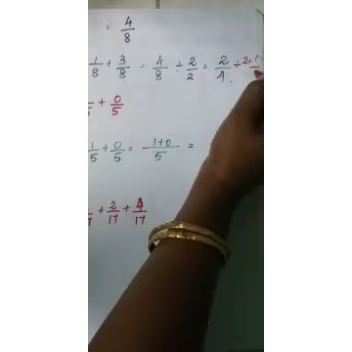 = 4/8
1/8 + 3/8 = 4/8 ÷ 2/2 = 2/4 ÷
+ 0/5
1/5 + 0/5 = 1+0/5 =
+ 2/17 + 4/17